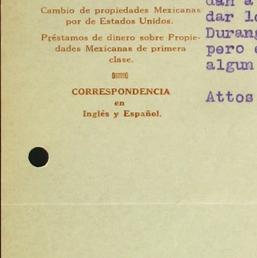 Cambio de propiedades Mexicanas
por de Estados Unidos.
Préstamos de dinero sobre Propie-
dades Mexicanas de primera
clase.
CORRESPONDENCIA
en
Inglés y Español.
dan a
dar lo
Durang
pero e
algun
Attos